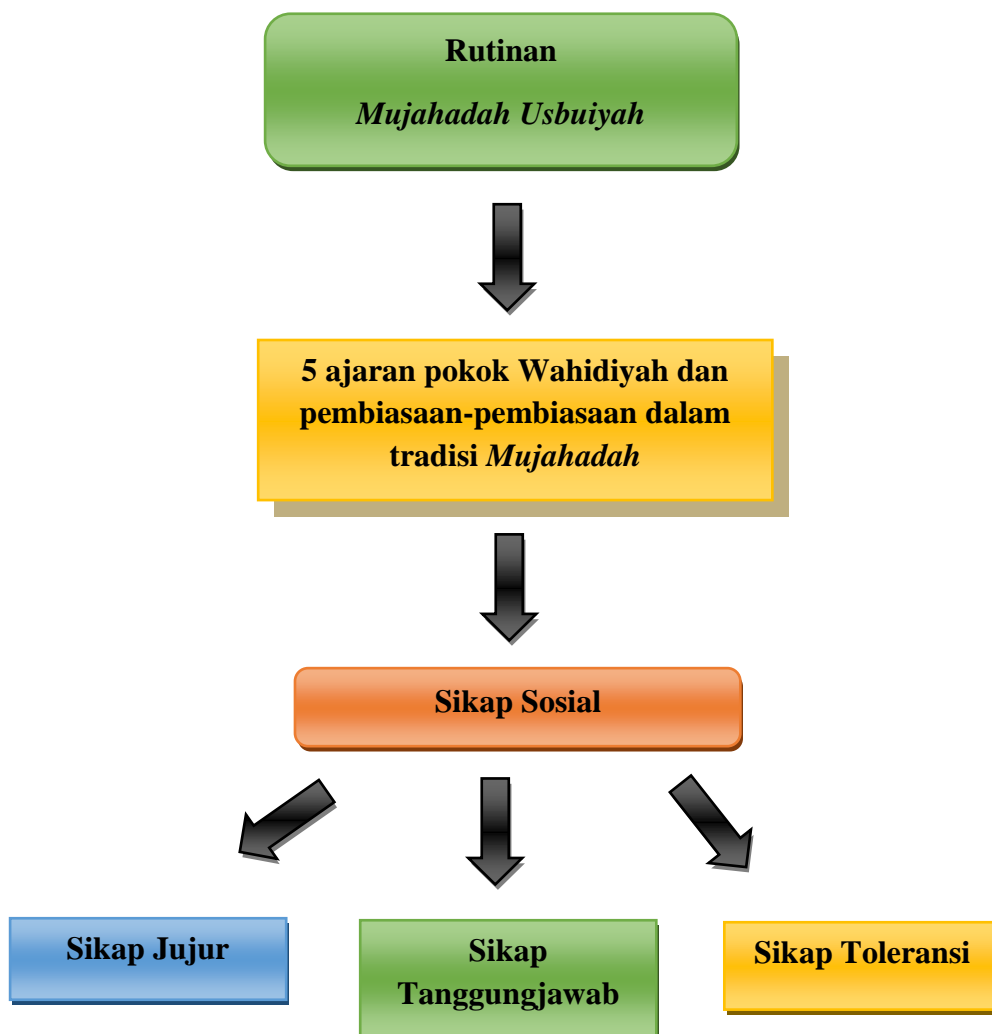 Rutinan
Mujahadah Usbuiyah
5 ajaran pokok Wahidiyah dan
pembiasaan-pembiasaan dalam
tradisi Mujahadah
Sikap Sosial
Sikap Jujur
Sikap
Tanggungjawab
Sikap Toleransi